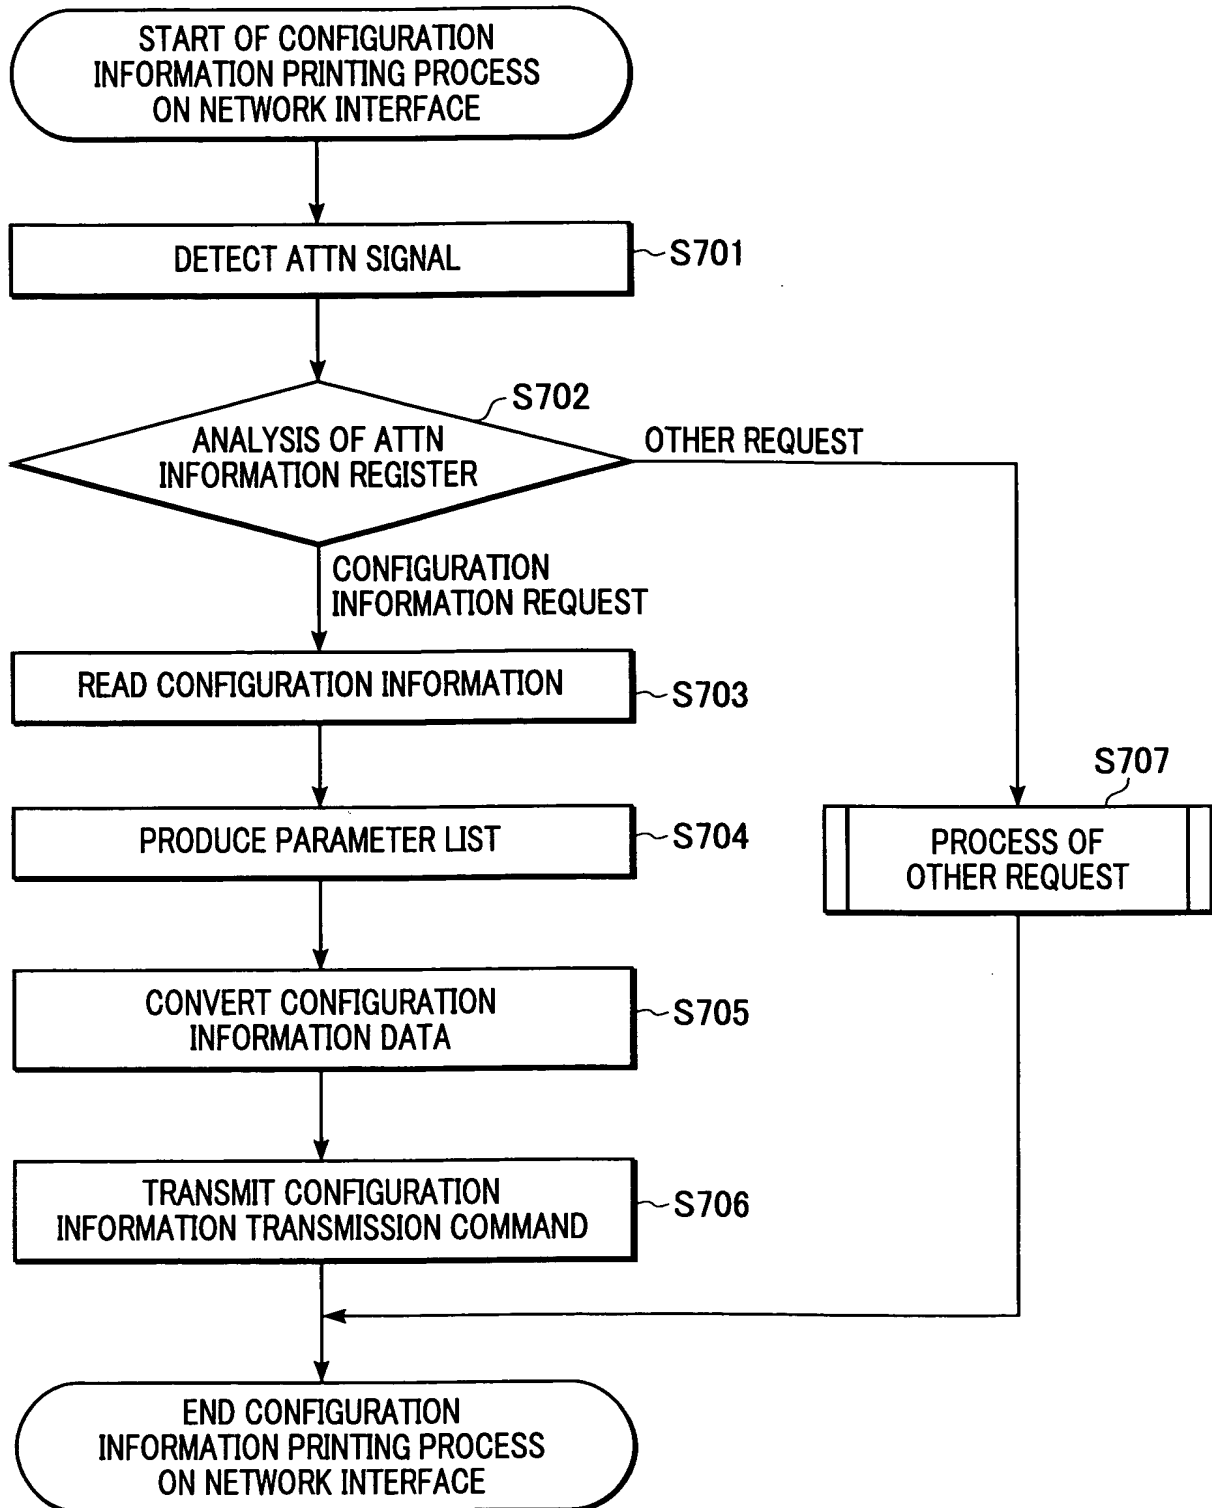 START OF CONFIGURATION
INFORMATION PRINTING PROCESS
ON NETWORK INTERFACE
DETECT ATTN SIGNAL
S701
S702
ANALYSIS OF ATTN
INFORMATION REGISTER
OTHER REQUEST
CONFIGURATION
INFORMATION REQUEST
READ CONFIGURATION INFORMATION
S703
S707
PRODUCE PARAMETER LIST
S704
PROCESS OF
OTHER REQUEST
CONVERT CONFIGURATION
INFORMATION DATA
S705
TRANSMIT CONFIGURATION
INFORMATION TRANSMISSION COMMAND
S706
END CONFIGURATION
INFORMATION PRINTING PROCESS
ON NETWORK INTERFACE